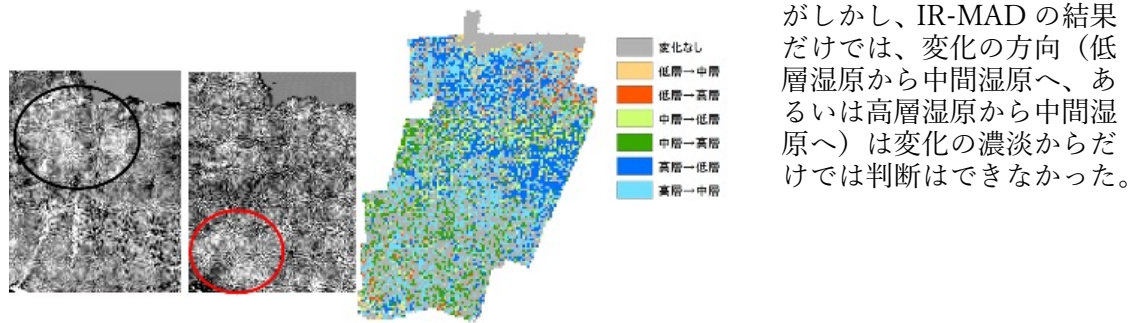 変化なし
低層→中層
低層→高層
中層→低層
中層→高層
高層→低層
高層→中層
がしかし、IR-MAD の結果
だけでは、変化の方向（低
層湿原から中間湿原へ、あ
るいは高層湿原から中間湿
原へ）は変化の濃淡からだ
けでは判断はできなかった。